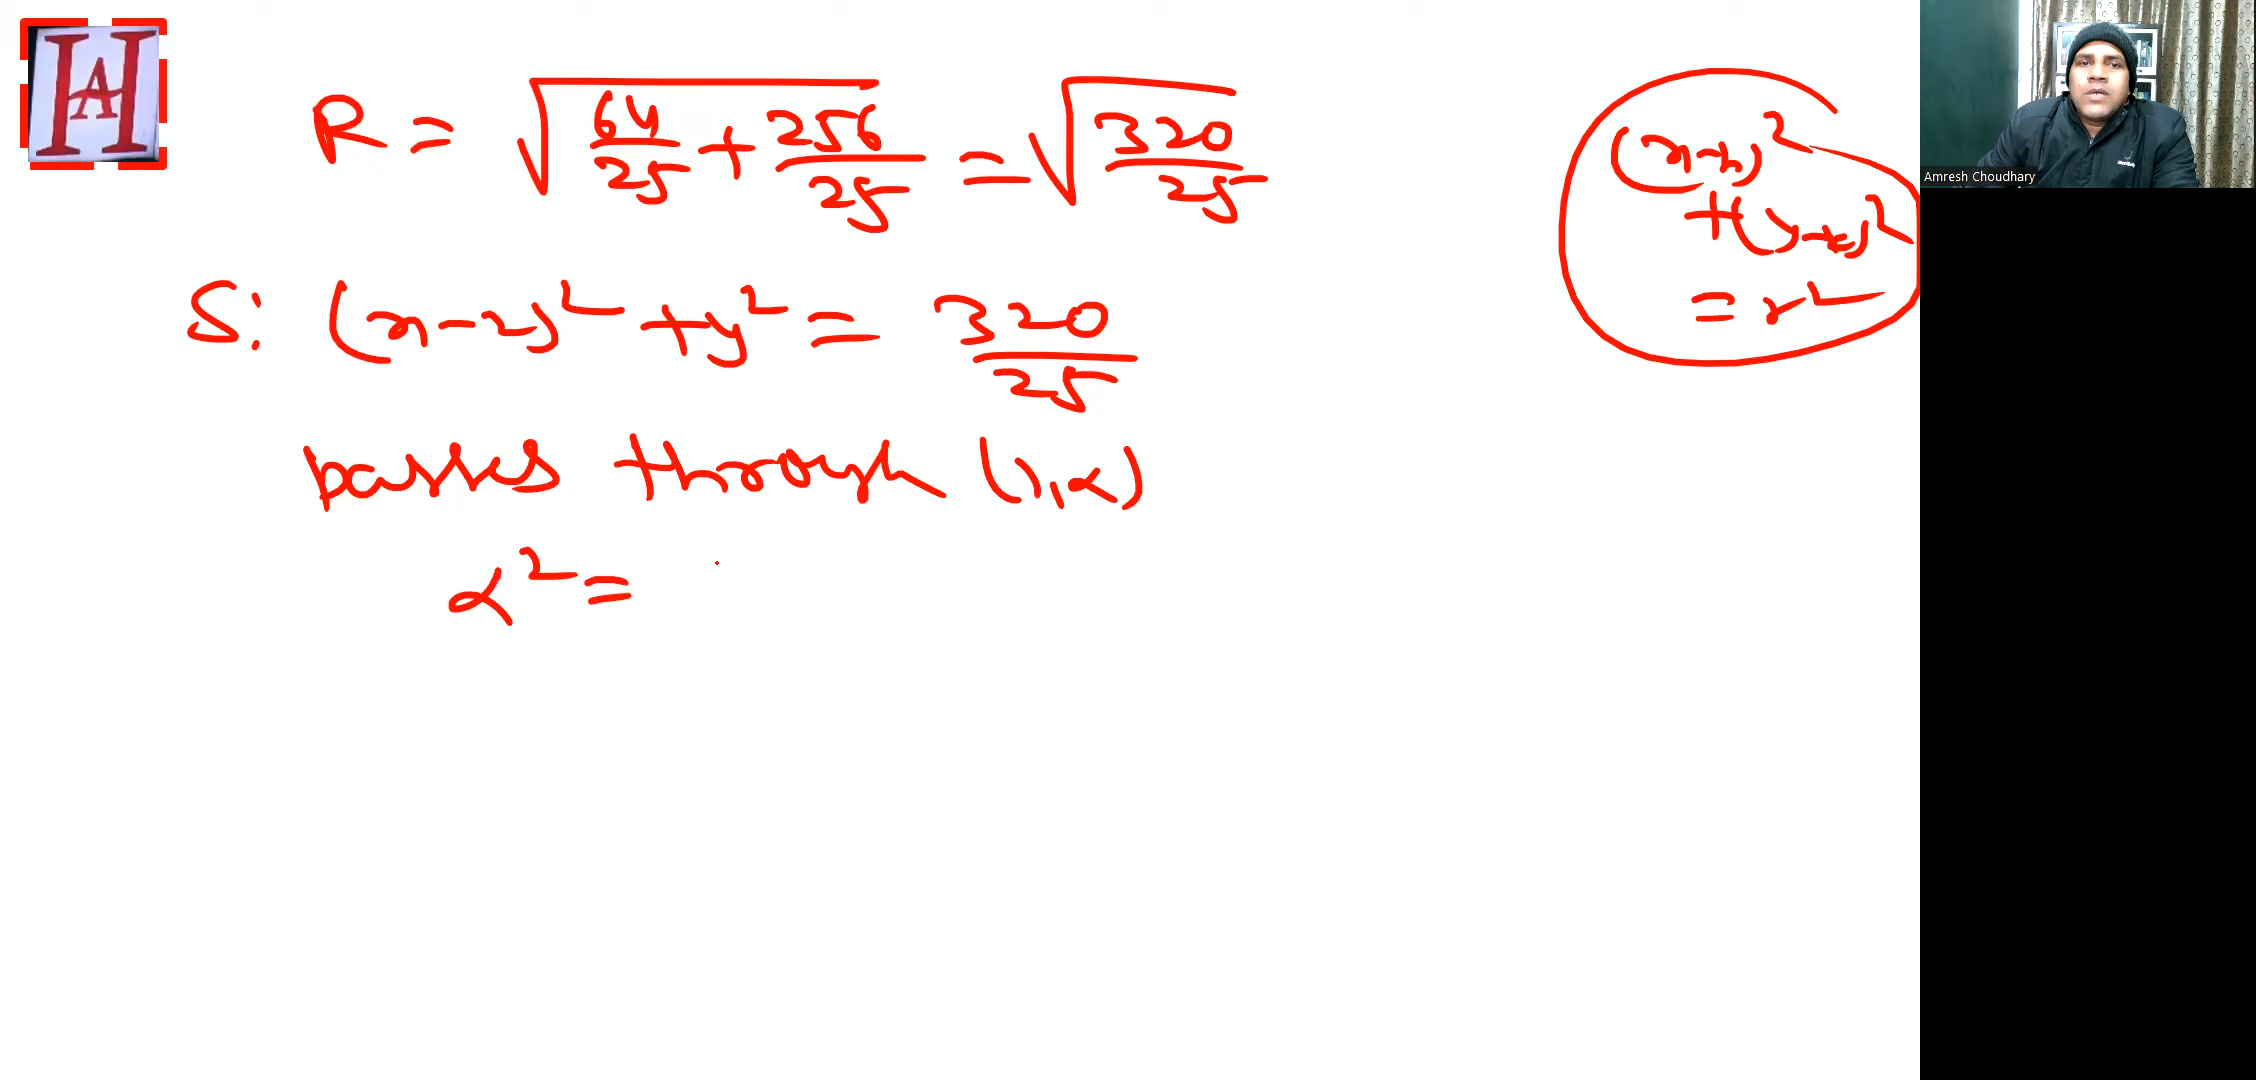 HA
R = √(64/25 + 256/25) = √(320/25)
(x-h)²
+(y-k)²
= r²
Amresh Choudhary
S: (x-2)² + y² = 320/25
passes through (1,α)
α² =